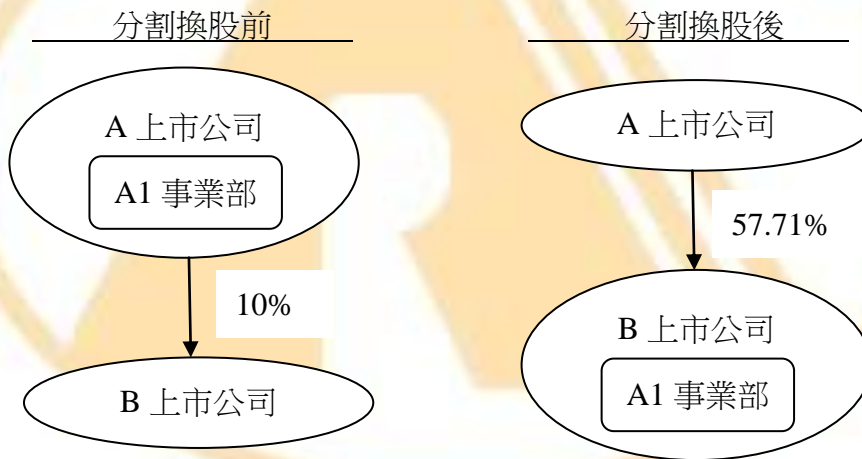 分割換股前
A 上市公司
A1 事業部
10%
B 上市公司
分割換股後
A 上市公司
57.71%
B 上市公司
A1 事業部